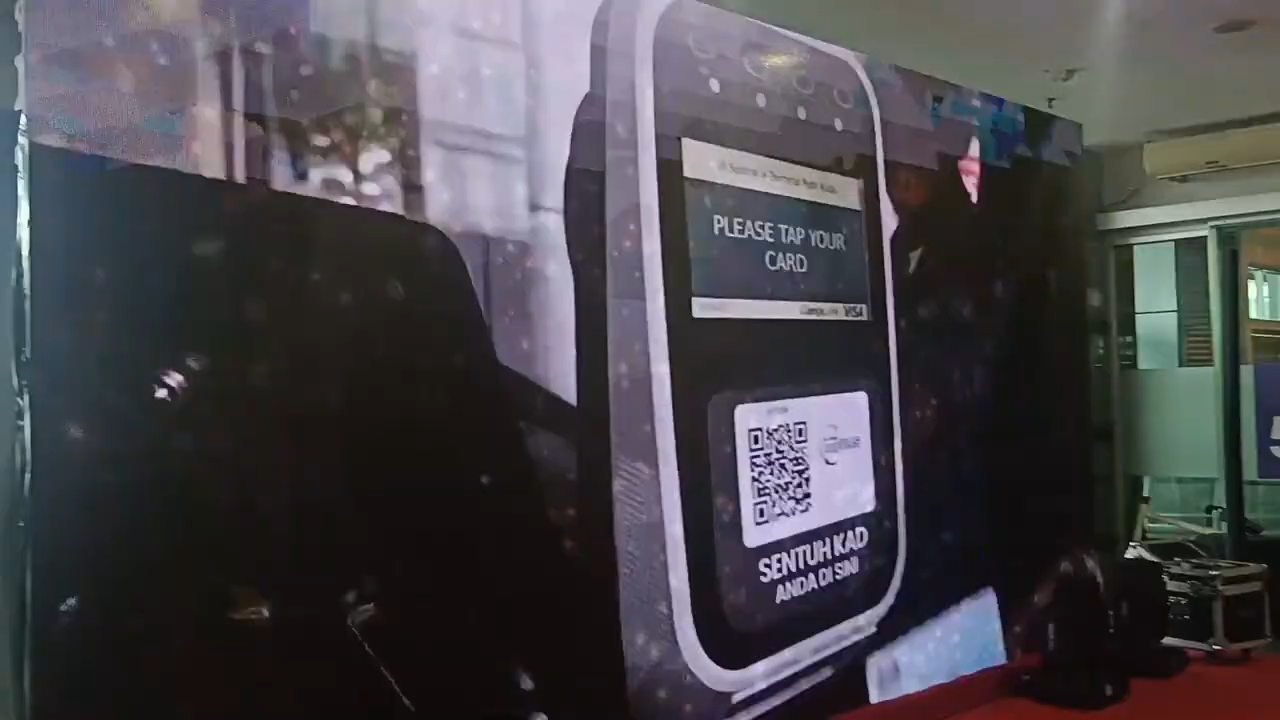 PLEASE TAP YOUR
CARD
VISA
SENTUH KAD
ANDA DI SINI